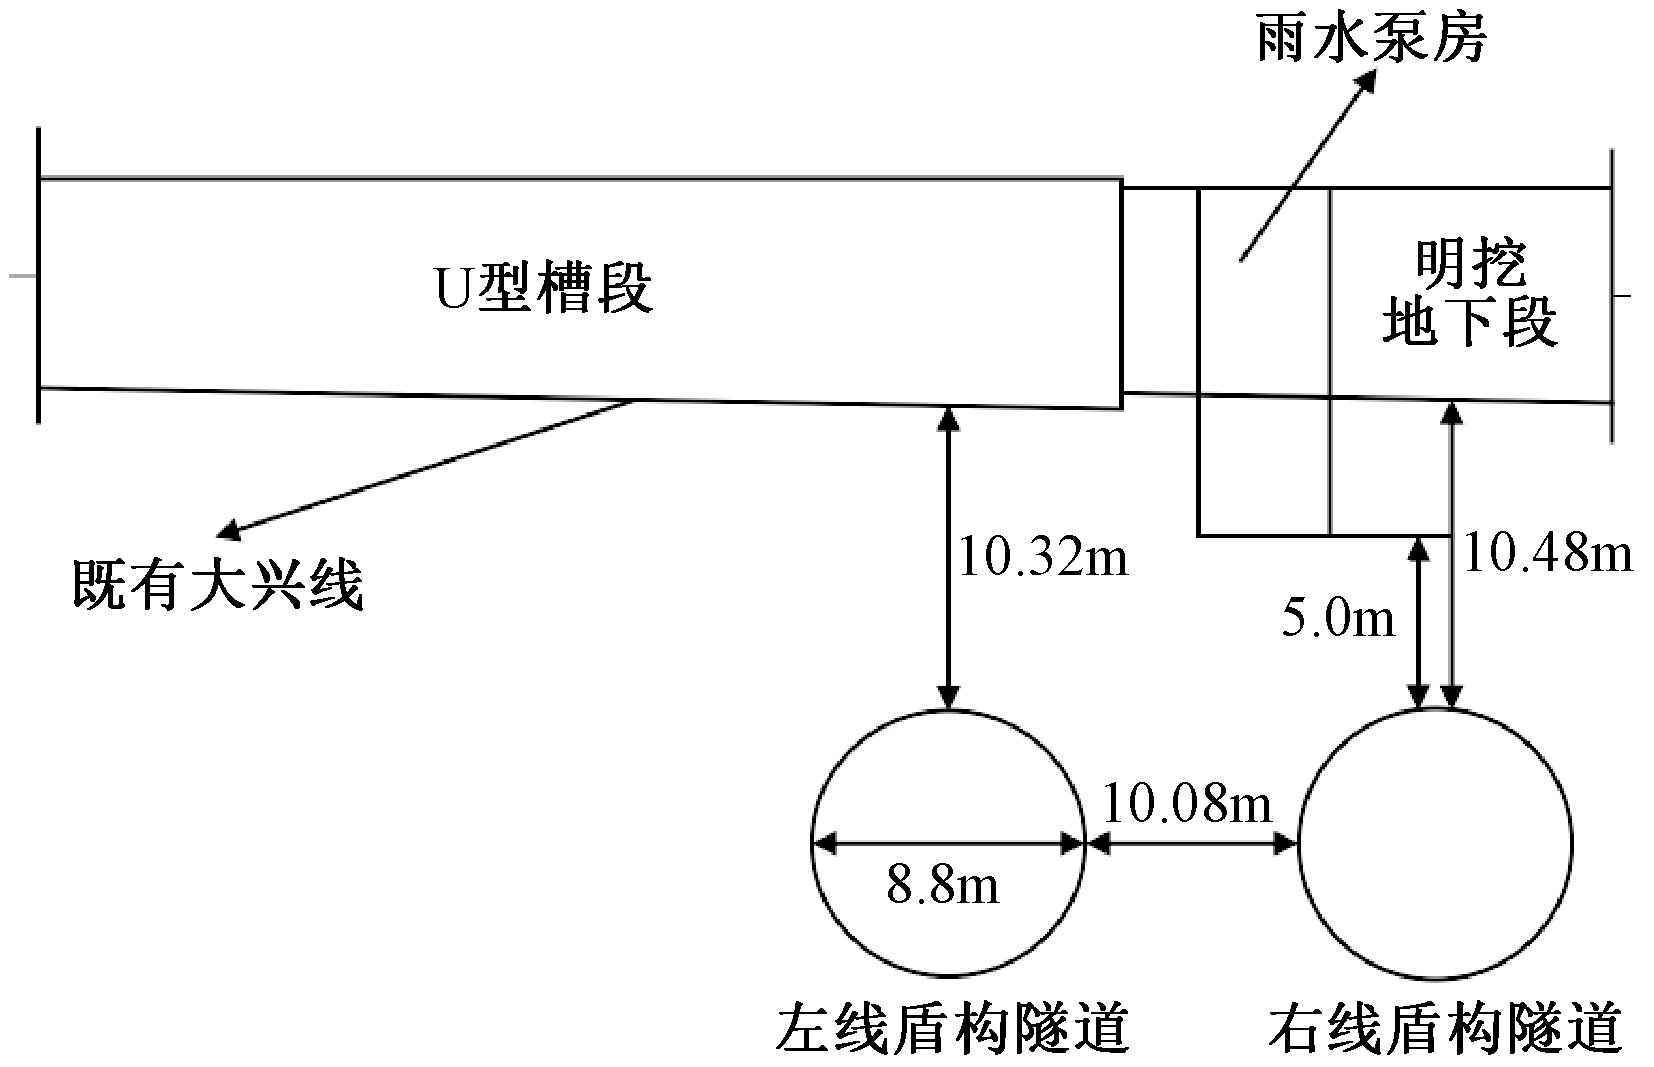 雨水泵房
U型槽段
明挖
地下段
既有大兴线
10.32m
10.48m
5.0m
10.08m
8.8m
左线盾构隧道
右线盾构隧道